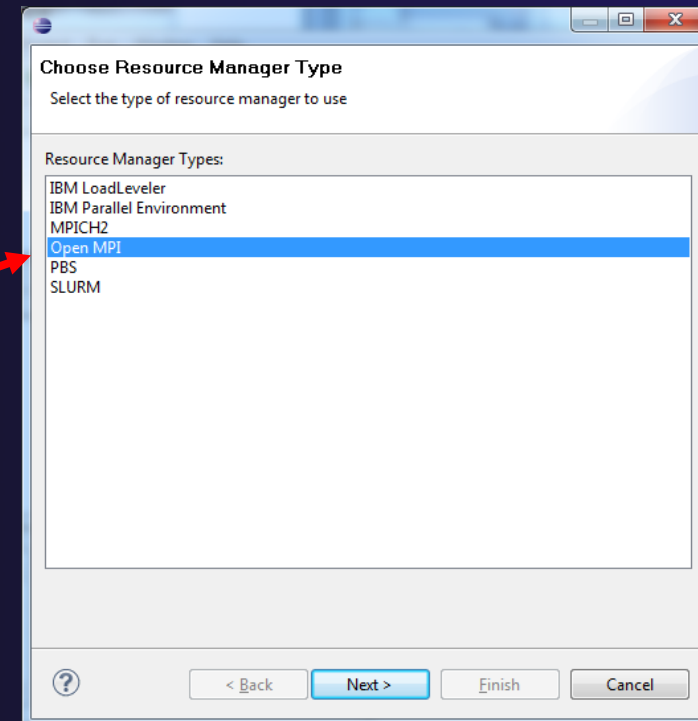 Choose Resource Manager Type
Select the type of resource manager to use
Resource Manager Types:
IBM LoadLeveler
IBM Parallel Environment
MPICH2
Open MPI
PBS
SLURM
< Back Next > Finish Cancel